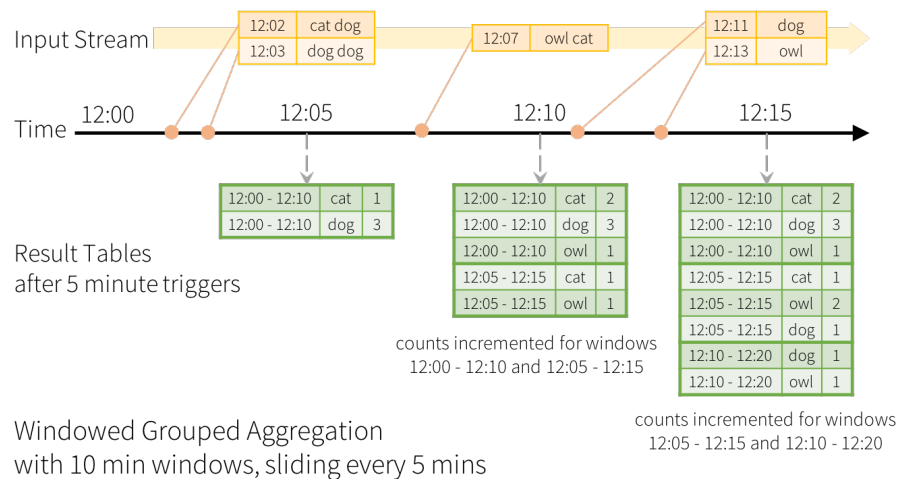 Input Stream
12:02 cat dog
12:03 dog dog
12:07 owl cat
12:11 dog
12:13 owl
Time
12:00
12:05
12:10
12:15
Result Tables
after 5 minute triggers
12:00 - 12:10 cat 1
12:00 - 12:10 dog 3
12:00 - 12:10 cat 2
12:00 - 12:10 dog 3
12:00 - 12:10 owl 1
12:05 - 12:15 cat 1
12:05 - 12:15 owl 1
counts incremented for windows
12:00 - 12:10 and 12:05 - 12:15
12:00 - 12:10 cat 2
12:00 - 12:10 dog 3
12:00 - 12:10 owl 1
12:05 - 12:15 cat 1
12:05 - 12:15 owl 2
12:05 - 12:15 dog 1
12:10 - 12:20 dog 1
12:10 - 12:20 owl 1
counts incremented for windows
12:05 - 12:15 and 12:10 - 12:20
Windowed Grouped Aggregation
with 10 min windows, sliding every 5 mins